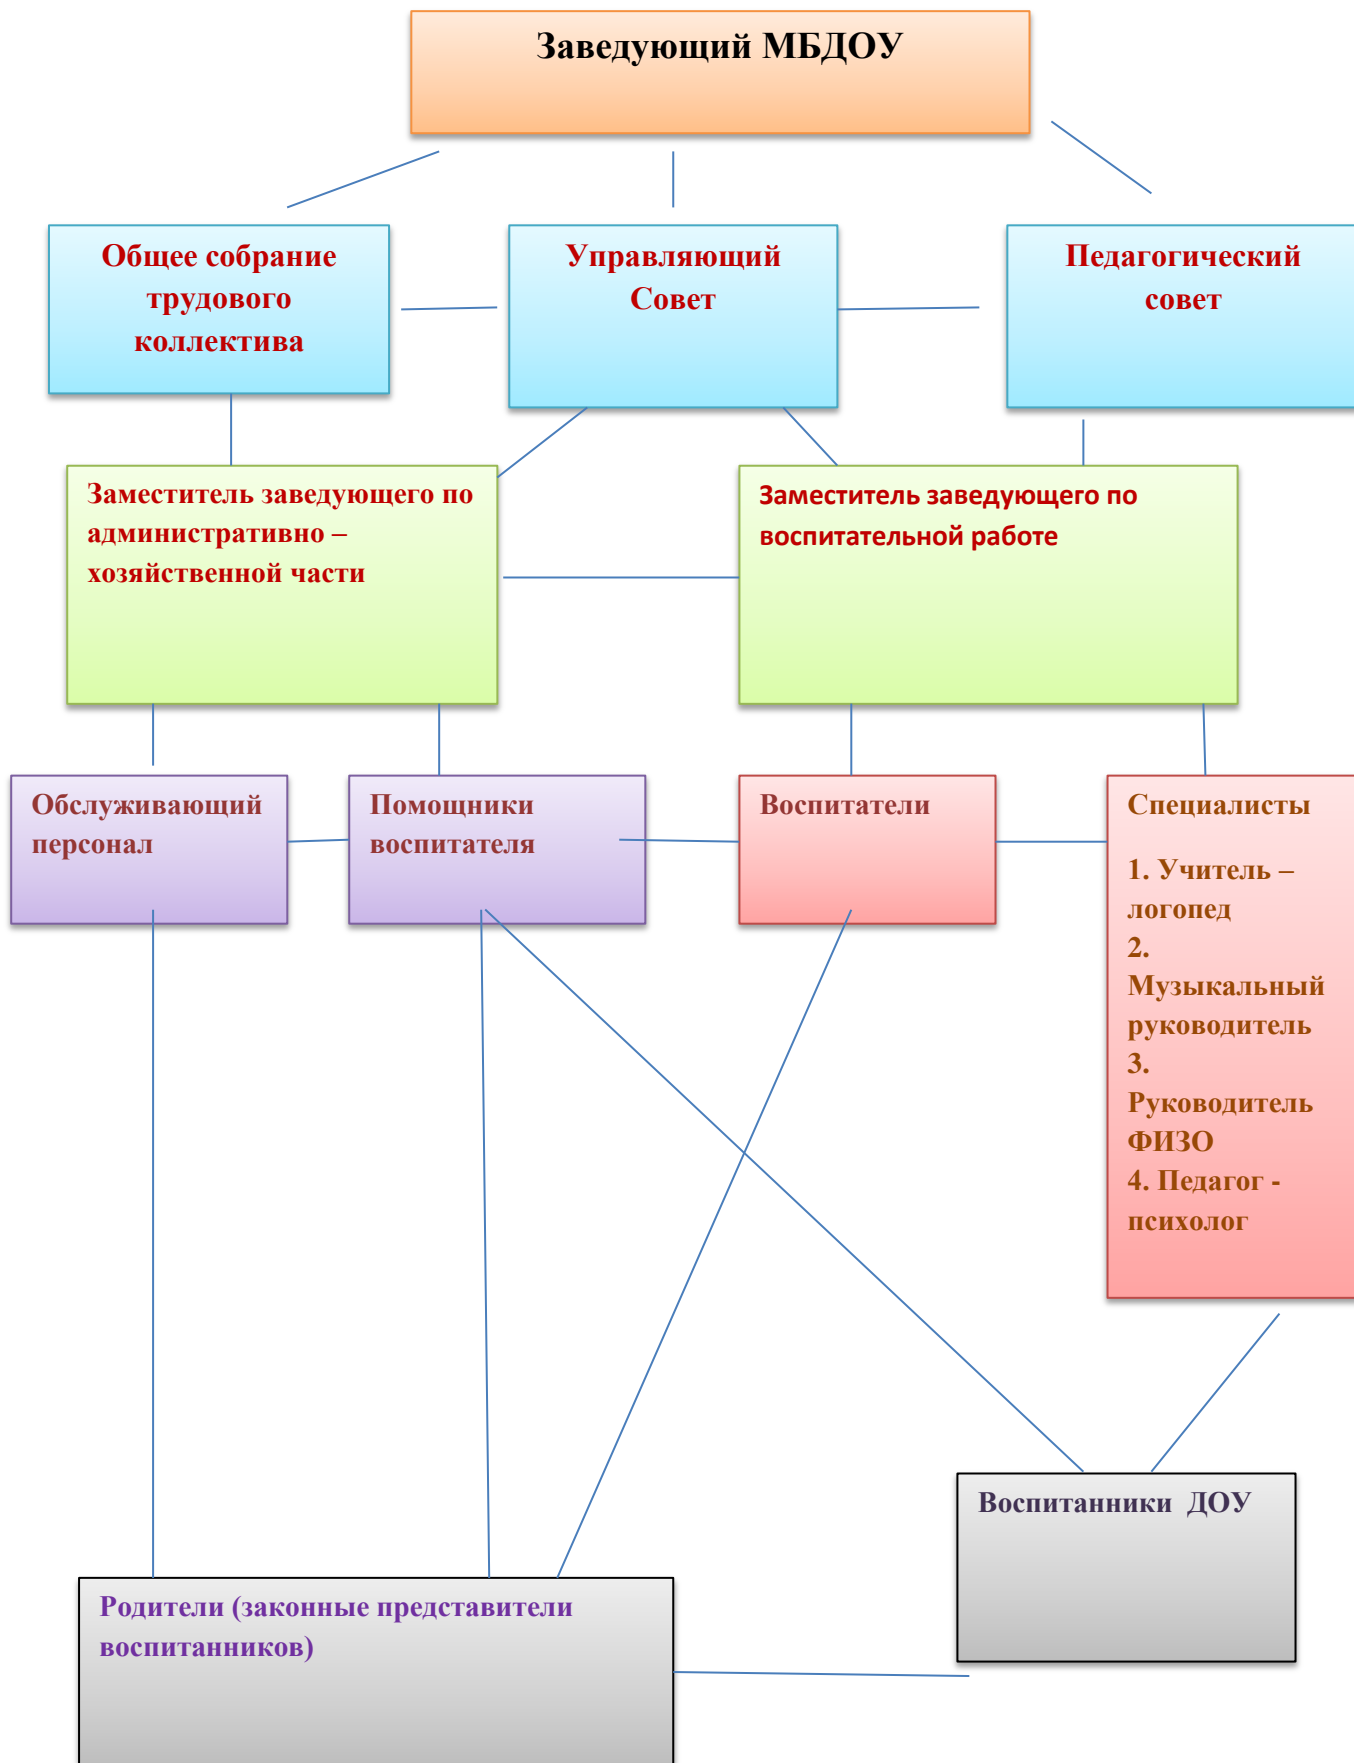 Заведующий МБДОУ
Общее собрание
трудового
коллектива
Управляющий
Совет
Педагогический
совет
Заместитель заведующего по
административно –
хозяйственной части
Заместитель заведующего по
воспитательной работе
Обслуживающий
персонал
Помощники
воспитателя
Воспитатели
Специалисты
1. Учитель –
логопед
2.
Музыкальный
руководитель
3.
Руководитель
ФИЗО
4. Педагог -
психолог
Воспитанники  ДОУ
Родители (законные представители
воспитанников)